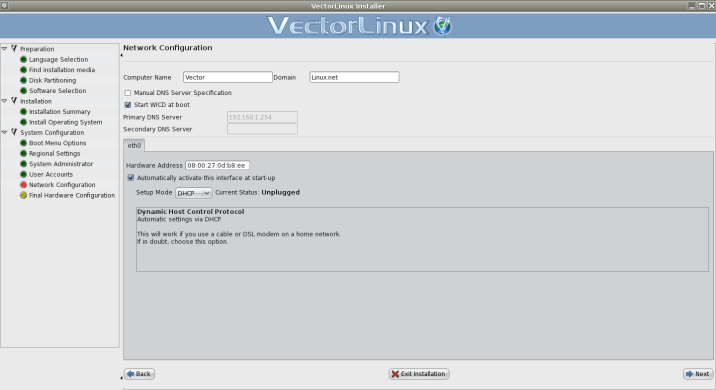 VectorLinux Installer
VectorLinux
Preparation
Language Selection
Find installation media
Disk Partitioning
Software Selection
Installation
Installation Summary
Install Operating System
System Configuration
Boot Menu Options
Regional Settings
System Administrator
User Accounts
Network Configuration
Final Hardware Configuration
Network Configuration
Computer Name Vector Domain Linux.net
Manual DNS Server Specification
Start WICD at boot
Primary DNS Server 192.168.1.254
Secondary DNS Server
eth0
Hardware Address 08:00:27:0d:b8:ee
Automatically activate this interface at start-up
Setup Mode DHCP Current Status: Unplugged
Dynamic Host Control Protocol
Automatic settings via DHCP.
This will work if you use a cable or DSL modem on a home network.
If in doubt, choose this option.
Back Exit Installation Next